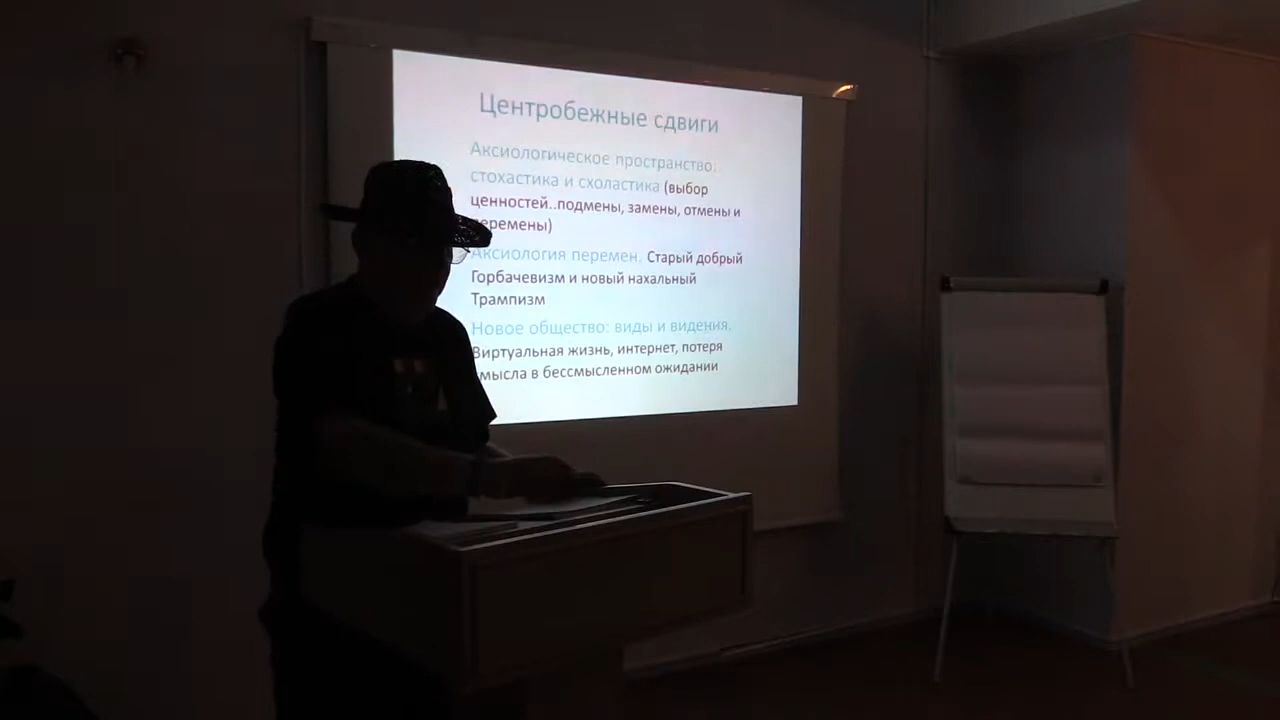 Центробежные сдвиги
Аксиологическое пространство:
стохастика и схоластика (выбор
ценностей..подмены, замены, отмены и
перемены)
Аксиология перемен. Старый добрый
Горбачевизм и новый нахальный
Трампизм
Новое общество: виды и видения.
Виртуальная жизнь, интернет, потеря
смысла в бессмысленном ожидании